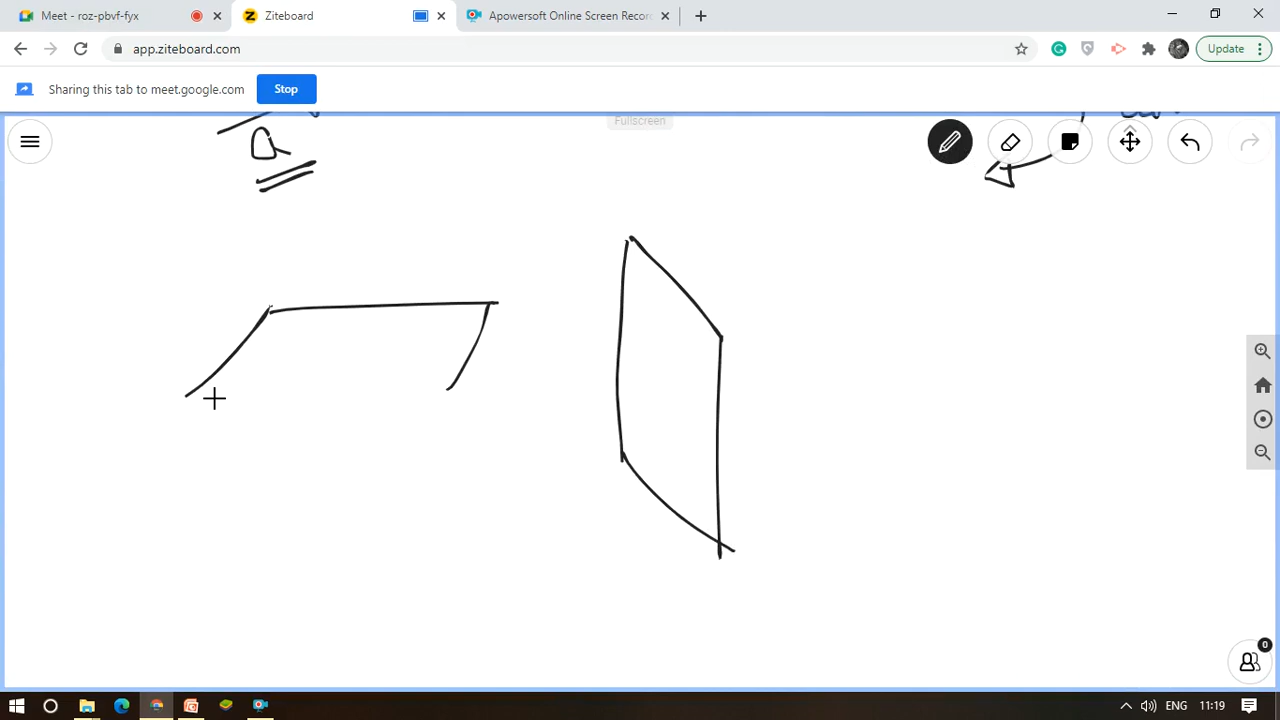 Meet - roz-pbvf-fyx
Ziteboard
Apowersoft Online Screen Recor
app.ziteboard.com
Update
Sharing this tab to meet.google.com
Stop
Fullscreen
a
0
ENG
11:19